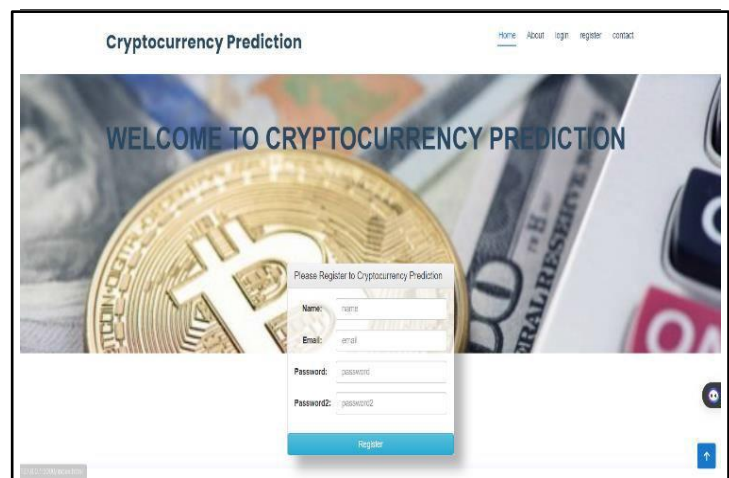 Cryptocurrency Prediction
Home About login register contact
WELCOME TO CRYPTOCURRENCY PREDICTION
Please Register to Cryptocurrency Prediction
Name: name
Email: email
Password: password
Password2: password2
Register